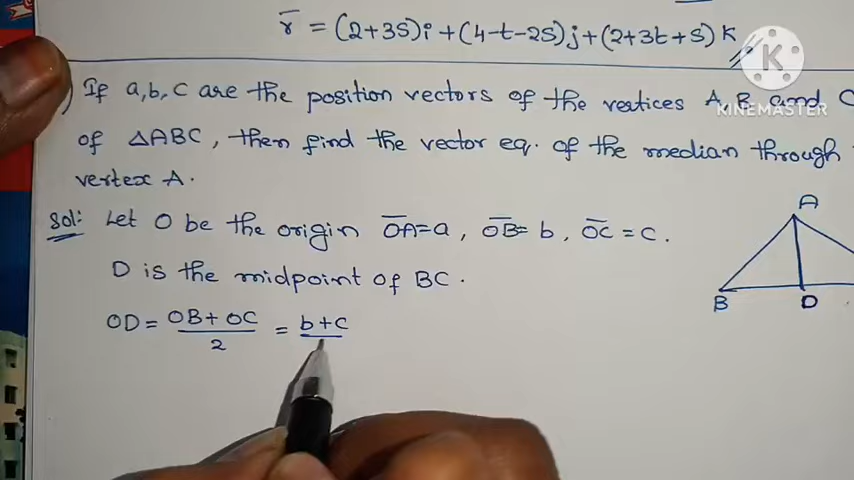 r̅ = (2+3s)i + (4-t-2s)j + (2+3t+s)k //
K
KINEMASTER
) If a,b,c are the position vectors of the vertices A, B and C
of △ABC, then find the vector eq. of the median through
vertex A.
Sol: Let O be the origin O̅A̅=a, O̅B̅= b, O̅C̅ = c.
D is the midpoint of BC.
OD = OB+OC / 2 = b+c
A
B D